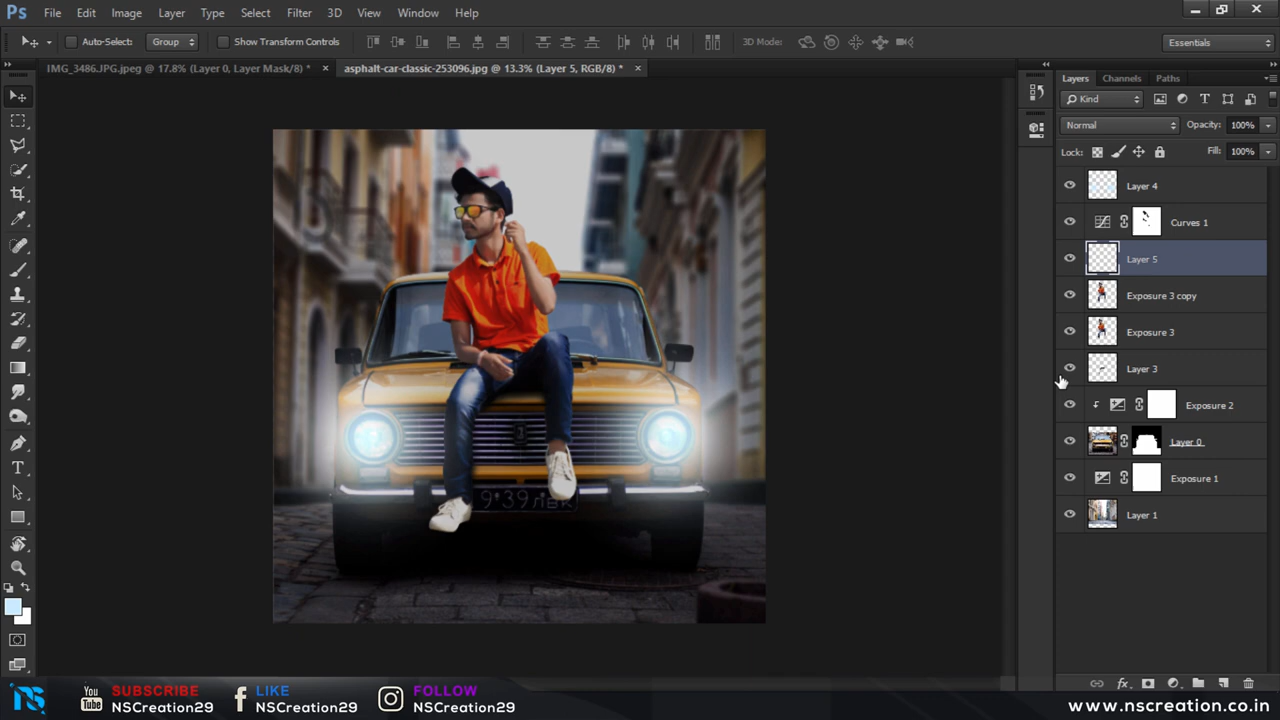 Ps File Edit Image Layer Type Select Filter 3D View Window Help
Auto-Select: Group Show Transform Controls 3D Mode: Essentials
IMG_3486.JPG.jpeg @ 17.8% (Layer 0, Layer Mask/8) * × asphalt-car-classic-253096.jpg @ 13.3% (Layer 5, RGB/8) * ×
Layers Channels Paths
Kind
Normal Opacity: 100%
Lock: Fill: 100%
Layer 4
Curves 1
Layer 5
Exposure 3 copy
Exposure 3
Layer 3
Exposure 2
Layer 0
Exposure 1
Layer 1
NS You Tube SUBSCRIBE NSCreation29 LIKE NSCreation29 FOLLOW NSCreation29 www.nscreation.co.in